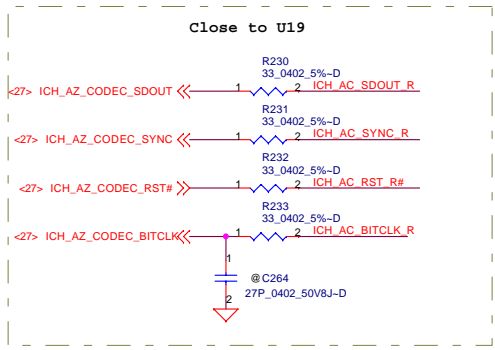 Close to U19
R230
33_0402_5%~D
<27> ICH_AZ_CODEC_SDOUT 1 2 ICH_AC_SDOUT_R
R231
33_0402_5%~D
<27> ICH_AZ_CODEC_SYNC 1 2 ICH_AC_SYNC_R
R232
33_0402_5%~D
<27> ICH_AZ_CODEC_RST# 1 2 ICH_AC_RST_R#
R233
33_0402_5%~D
<27> ICH_AZ_CODEC_BITCLK 1 2 ICH_AC_BITCLK_R
1
@C264
27P_0402_50V8J~D
2